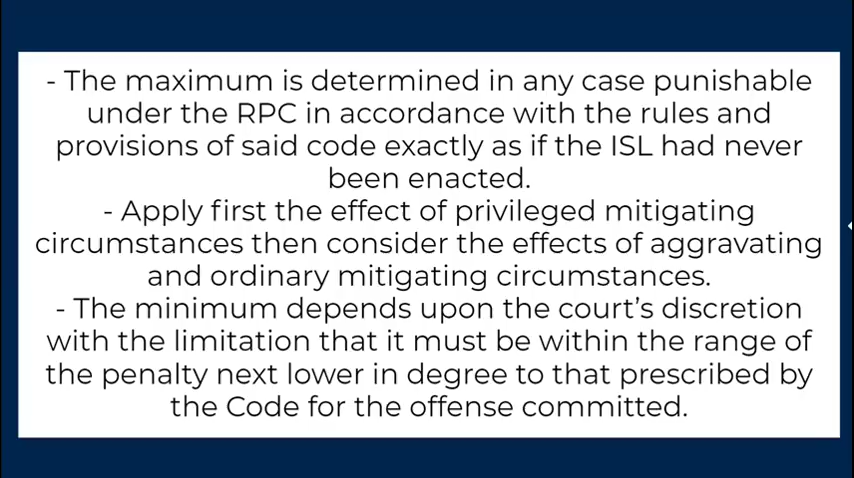 - The maximum is determined in any case punishable
under the RPC in accordance with the rules and
provisions of said code exactly as if the ISL had never
been enacted.
- Apply first the effect of privileged mitigating
circumstances then consider the effects of aggravating
and ordinary mitigating circumstances.
- The minimum depends upon the court's discretion
with the limitation that it must be within the range of
the penalty next lower in degree to that prescribed by
the Code for the offense committed.